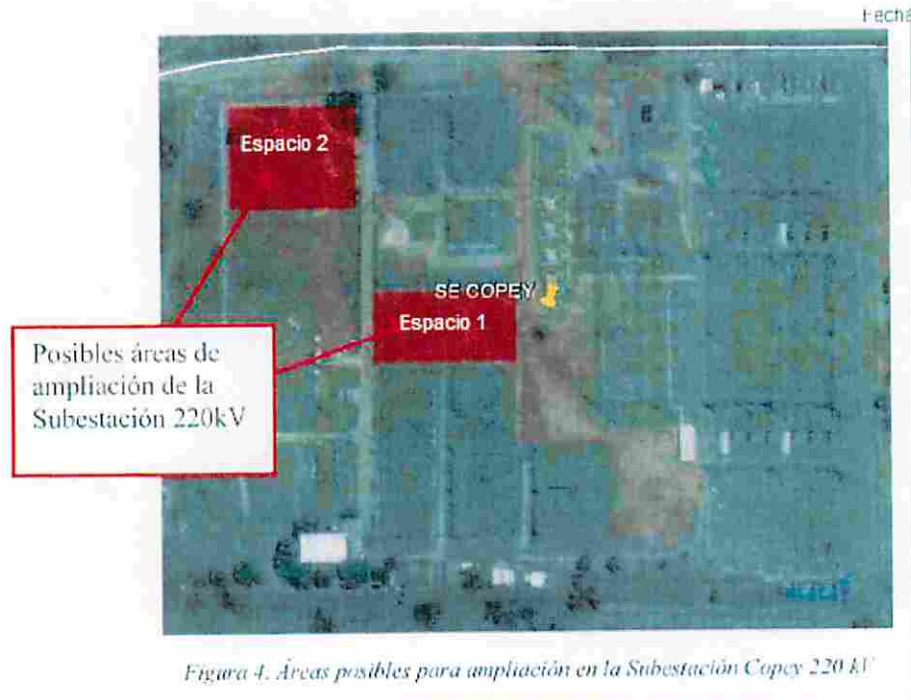 Fecha
Espacio 2
SE COPEY
Espacio 1
Posibles áreas de
ampliación de la
Subestación 220kV
Figura 4. Áreas posibles para ampliación en la Subestación Copey 220 kV